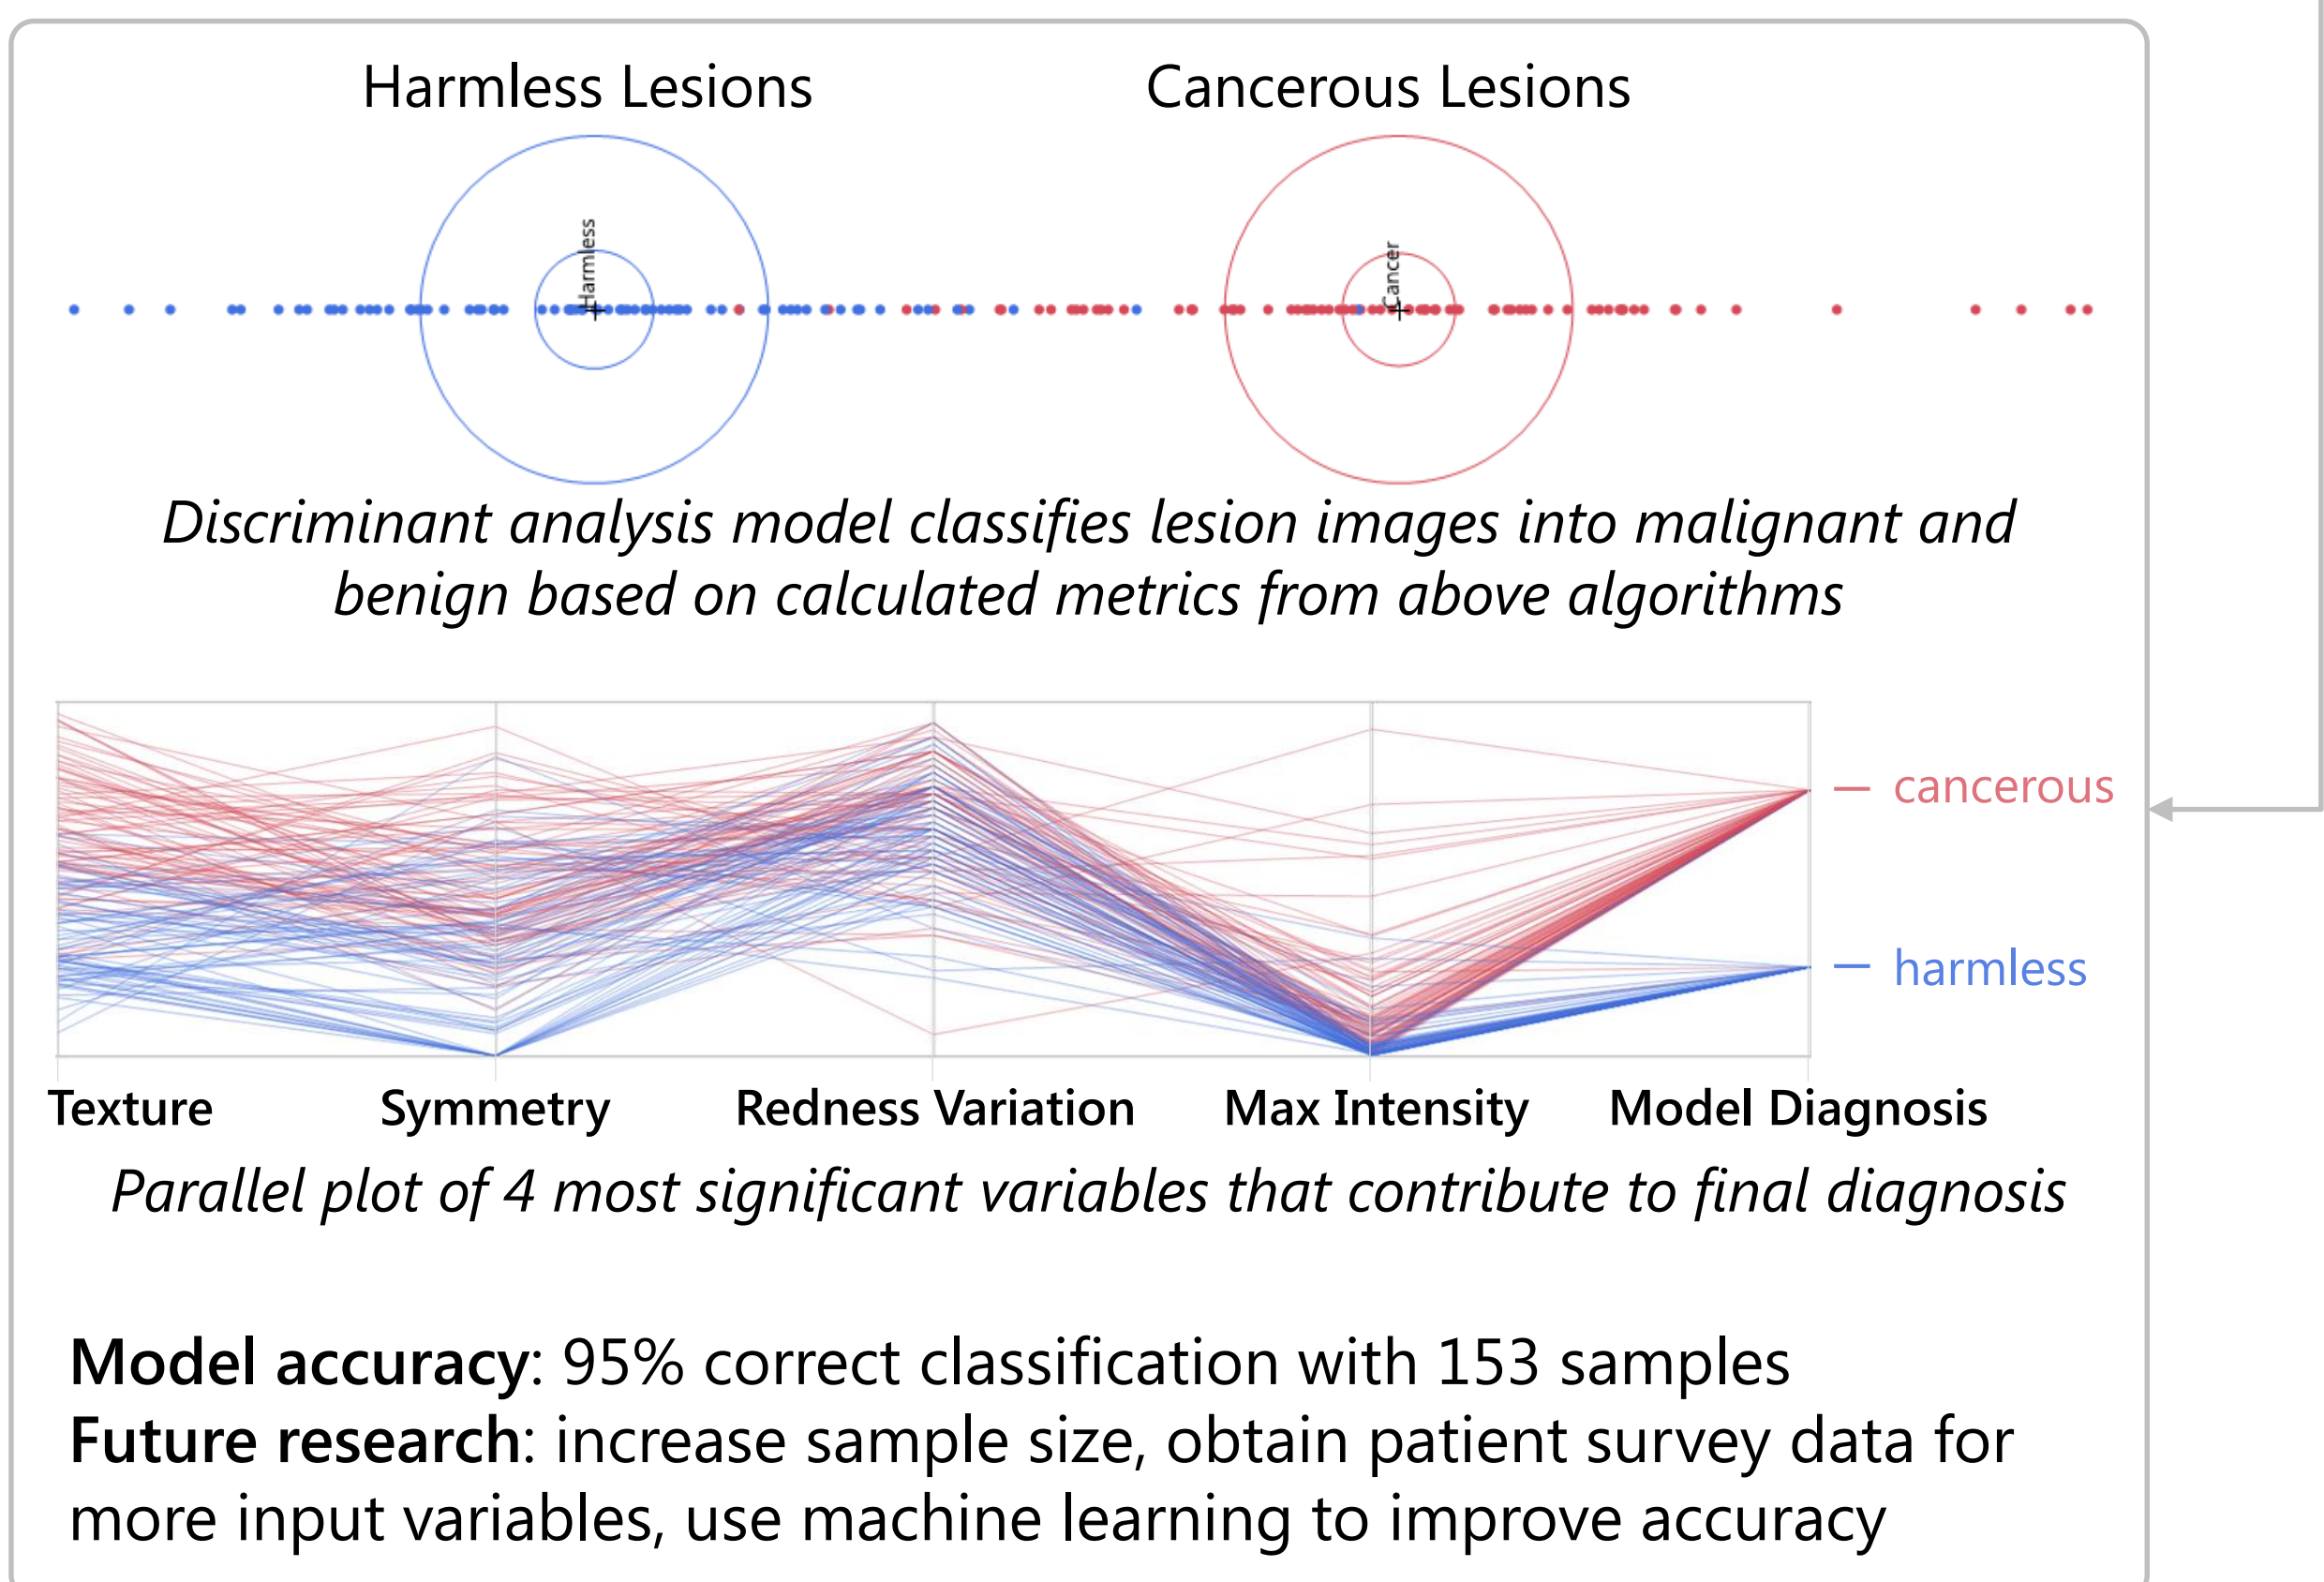 Harmless Lesions
Cancerous Lesions
Harmless
Cancer
Discriminant analysis model classifies lesion images into malignant and
benign based on calculated metrics from above algorithms
cancerous
harmless
Texture
Symmetry
Redness Variation
Max Intensity
Model Diagnosis
Parallel plot of 4 most significant variables that contribute to final diagnosis
Model accuracy: 95% correct classification with 153 samples
Future research: increase sample size, obtain patient survey data for
more input variables, use machine learning to improve accuracy